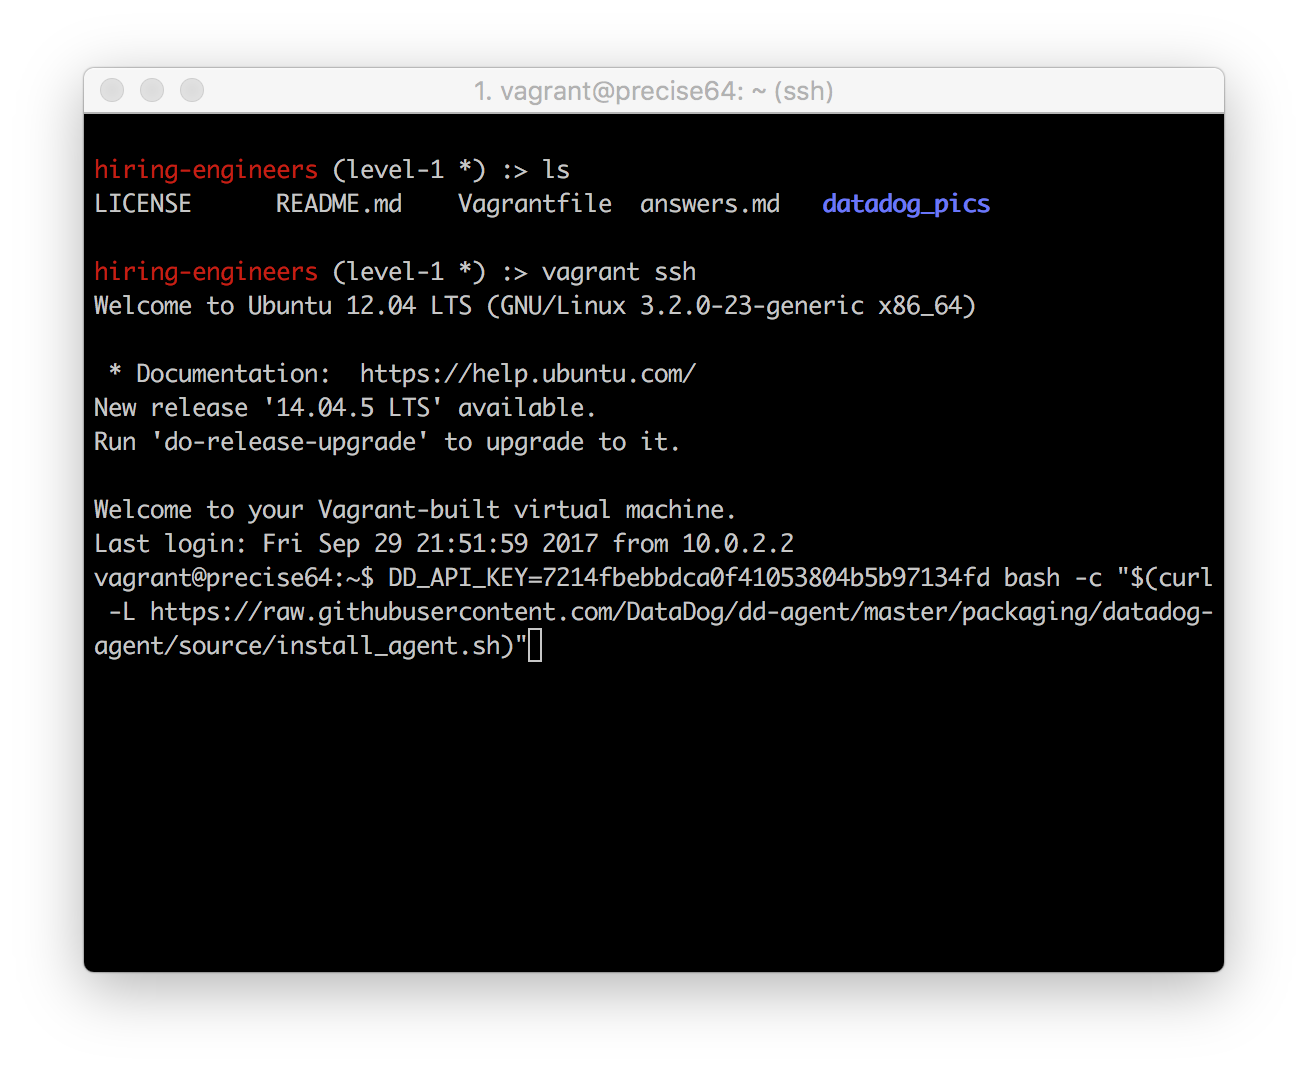 1. vagrant@precise64: ~ (ssh)
hiring-engineers (level-1 *) :> ls
LICENSE README.md Vagrantfile answers.md datadog_pics
hiring-engineers (level-1 *) :> vagrant ssh
Welcome to Ubuntu 12.04 LTS (GNU/Linux 3.2.0-23-generic x86_64)
* Documentation: https://help.ubuntu.com/
New release '14.04.5 LTS' available.
Run 'do-release-upgrade' to upgrade to it.
Welcome to your Vagrant-built virtual machine.
Last login: Fri Sep 29 21:51:59 2017 from 10.0.2.2
vagrant@precise64:~$ DD_API_KEY=7214fbebbdca0f41053804b5b97134fd bash -c "$(curl
-L https://raw.githubusercontent.com/DataDog/dd-agent/master/packaging/datadog-
agent/source/install_agent.sh)"